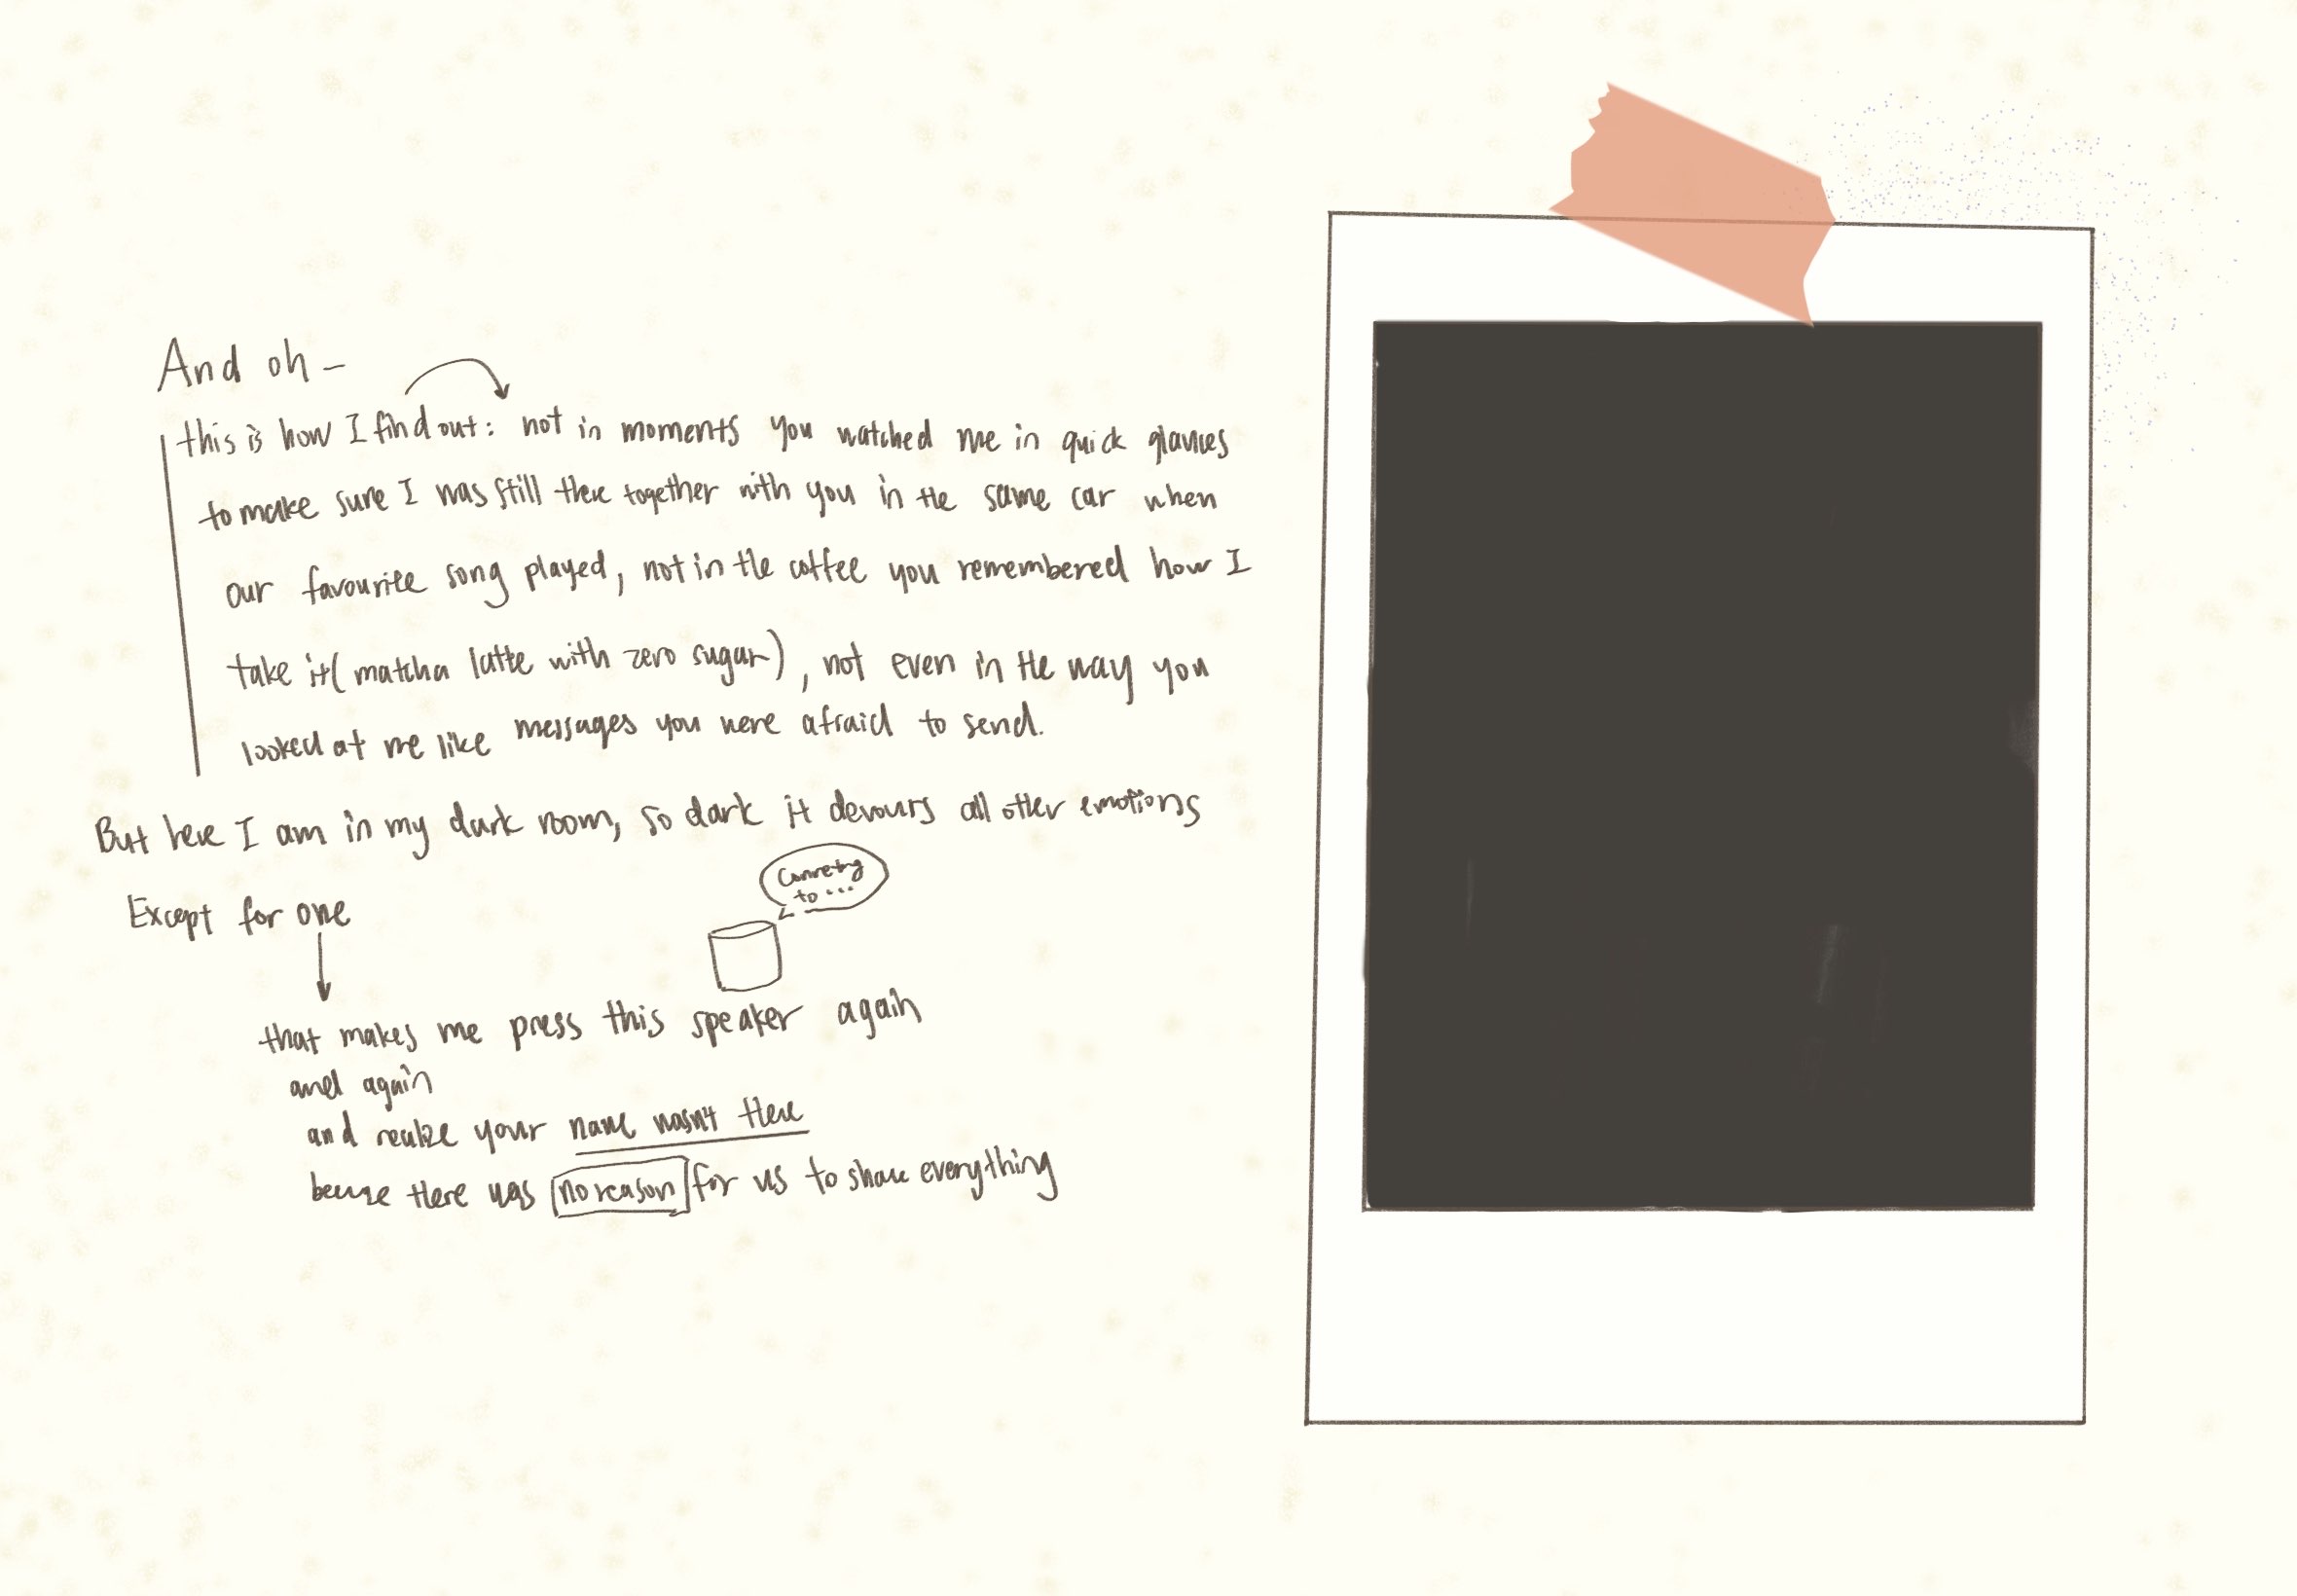 And oh –
this is how I find out: not in moments you watched me in quick glances
to make sure I was still there together with you in the same car when
our favourite song played, not in the coffee you remembered how I
take it (matcha latte with zero sugar), not even in the way you
looked at me like messages you were afraid to send.
But here I am in my dark room, so dark it devours all other emotions
Except for one
to...
that makes me press this speaker again
and again
and realize your name wasn't there
because there was no reason for us to share everything